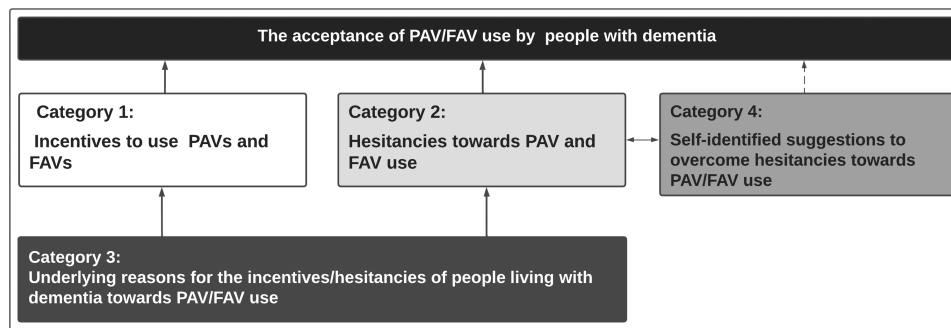 The acceptance of PAV/FAV use by people with dementia
Category 1:
Incentives to use PAVs and
FAVs
Category 2:
Hesitancies towards PAV and
FAV use
Category 4:
Self-identified suggestions to
overcome hesitancies towards
PAV/FAV use
Category 3:
Underlying reasons for the incentives/hesitancies of people living with
dementia towards PAV/FAV use